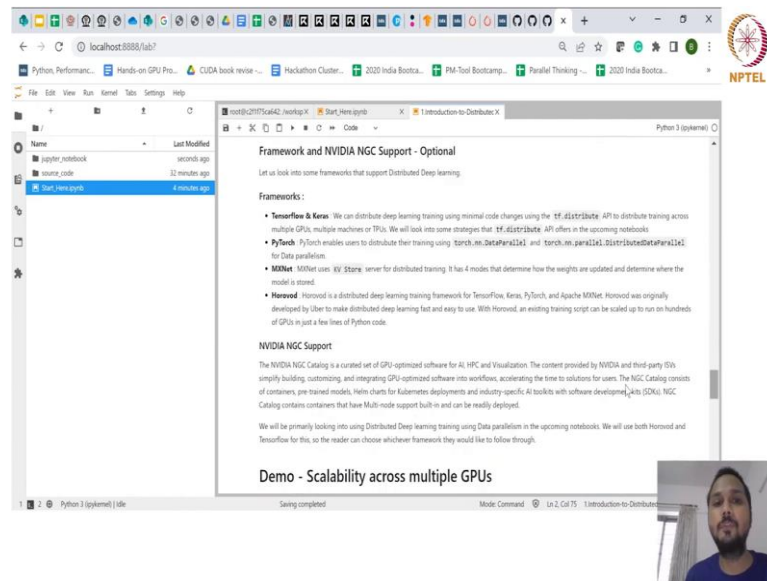 localhost:8888/lab?
Python, Performanc... Hands-on GPU Pro... CUDA book revise -... Hackathon Cluster... 2020 India Bootca... PM-Tool Bootcamp... Parallel Thinking -... 2020 India Bootca... »
NPTEL
File Edit View Run Kernel Tabs Settings Help
root@c2f1f75ca642: /worksp X Start_Here.ipynb X 1.Introduction-to-Distributec X
Code Python 3 (ipykernel)
/
Name Last Modified
jupyter_notebook seconds ago
source_code 32 minutes ago
Start_Here.ipynb 4 minutes ago
Framework and NVIDIA NGC Support - Optional
Let us look into some frameworks that support Distributed Deep learning.
Frameworks :
• Tensorflow & Keras : We can distribute deep learning training using minimal code changes using the tf.distribute API to distribute training across
multiple GPUs, multiple machines or TPUs. We will look into some strategies that tf.distribute API offers in the upcoming notebooks
• PyTorch : PyTorch enables users to distrubute their training using torch.nn.DataParallel and torch.nn.parallel.DistributedDataParallel
for Data parallelism.
• MXNet : MXNet uses KV Store server for distributed training. It has 4 modes that determine how the weights are updated and determine where the
model is stored.
• Horovod : Horovod is a distributed deep learning training framework for TensorFlow, Keras, PyTorch, and Apache MXNet. Horovod was originally
developed by Uber to make distributed deep learning fast and easy to use. With Horovod, an existing training script can be scaled up to run on hundreds
of GPUs in just a few lines of Python code.
NVIDIA NGC Support
The NVIDIA NGC Catalog is a curated set of GPU-optimized software for AI, HPC and Visualization. The content provided by NVIDIA and third-party ISVs
simplify building, customizing, and integrating GPU-optimized software into workflows, accelerating the time to solutions for users. The NGC Catalog consists
of containers, pre-trained models, Helm charts for Kubernetes deployments and industry-specific AI toolkits with software development kits (SDKs). NGC
Catalog contains containers that have Multi-node support built-in and can be readily deployed.
We will be primarily looking into using Distributed Deep learning training using Data parallelism in the upcoming notebooks. We will use both Horovod and
Tensorflow for this, so the reader can choose whichever framework they would like to follow through.
Demo - Scalability across multiple GPUs
1 2 Python 3 (ipykernel) | Idle Saving completed Mode: Command Ln 2, Col 75 1.Introduction-to-Distributed